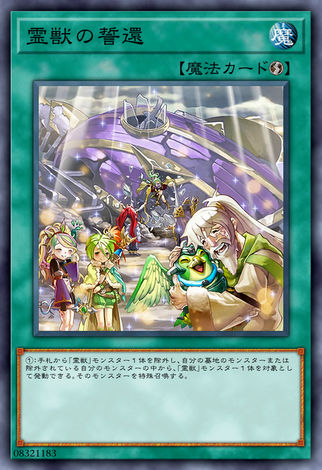 霊獣の誓還
魔
【魔法カード】
①:手札から「霊獣」モンスター1体を除外し、自分の墓地のモンスターまたは
除外されている自分のモンスターの中から、「霊獣」モンスター1体を対象とし
て発動できる。そのモンスターを特殊召喚する。
08321183